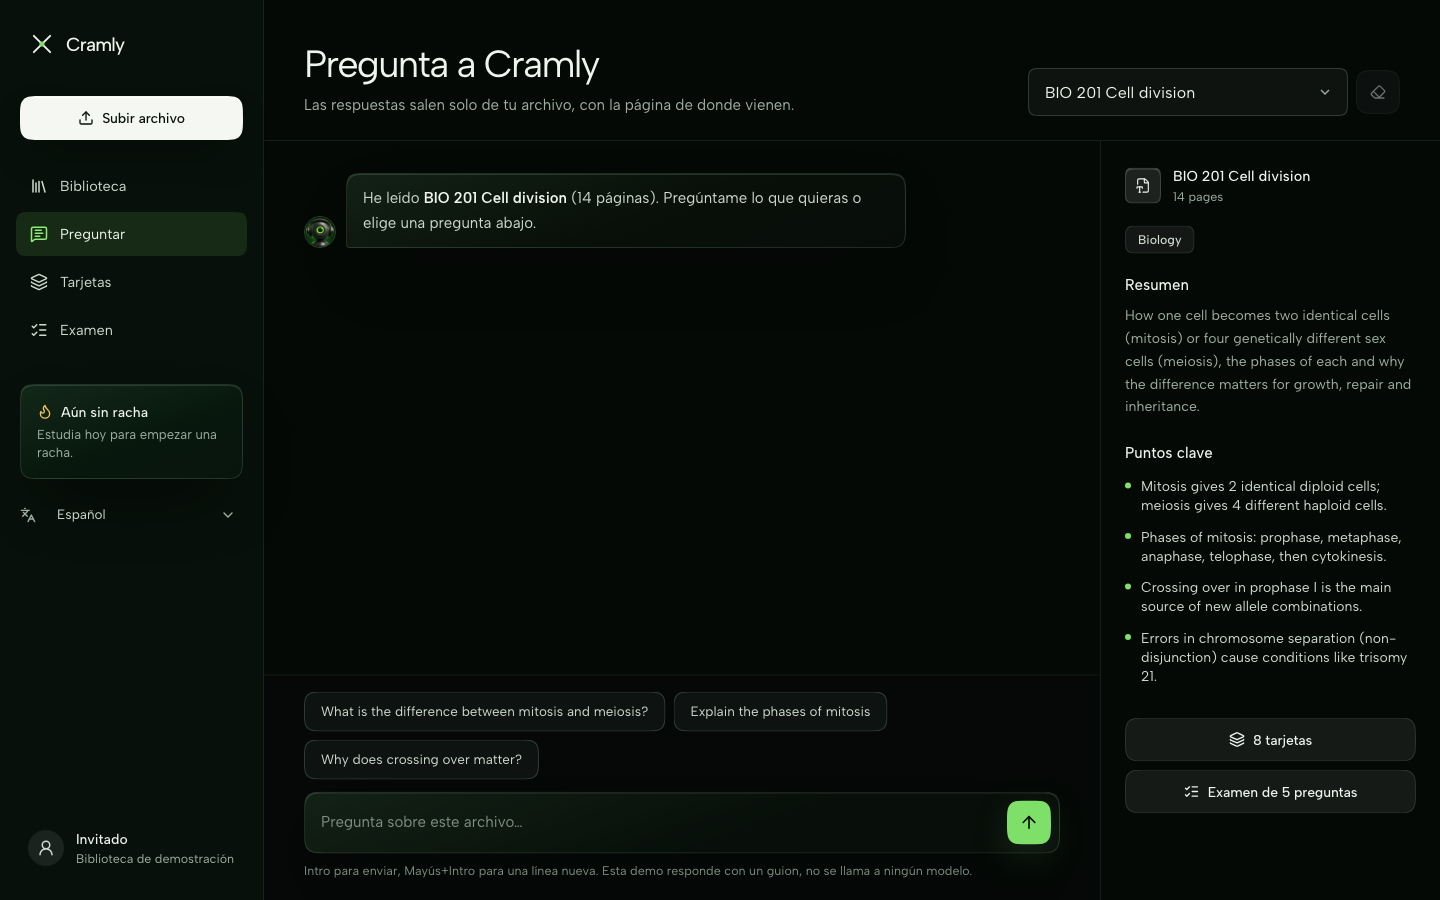 Cramly
Subir archivo
Biblioteca
Preguntar
Tarjetas
Examen
Aún sin racha
Estudia hoy para empezar una
racha.
Español
Invitado
Biblioteca de demostración
Pregunta a Cramly
Las respuestas salen solo de tu archivo, con la página de donde vienen.
BIO 201 Cell division
He leído BIO 201 Cell division (14 páginas). Pregúntame lo que quieras o
elige una pregunta abajo.
What is the difference between mitosis and meiosis?
Explain the phases of mitosis
Why does crossing over matter?
Pregunta sobre este archivo...
Intro para enviar, Mayús+Intro para una línea nueva. Esta demo responde con un guion, no se llama a ningún modelo.
BIO 201 Cell division
14 pages
Biology
Resumen
How one cell becomes two identical cells
(mitosis) or four genetically different sex
cells (meiosis), the phases of each and why
the difference matters for growth, repair and
inheritance.
Puntos clave
Mitosis gives 2 identical diploid cells;
meiosis gives 4 different haploid cells.
Phases of mitosis: prophase, metaphase,
anaphase, telophase, then cytokinesis.
Crossing over in prophase I is the main
source of new allele combinations.
Errors in chromosome separation (non-
disjunction) cause conditions like trisomy
21.
8 tarjetas
Examen de 5 preguntas